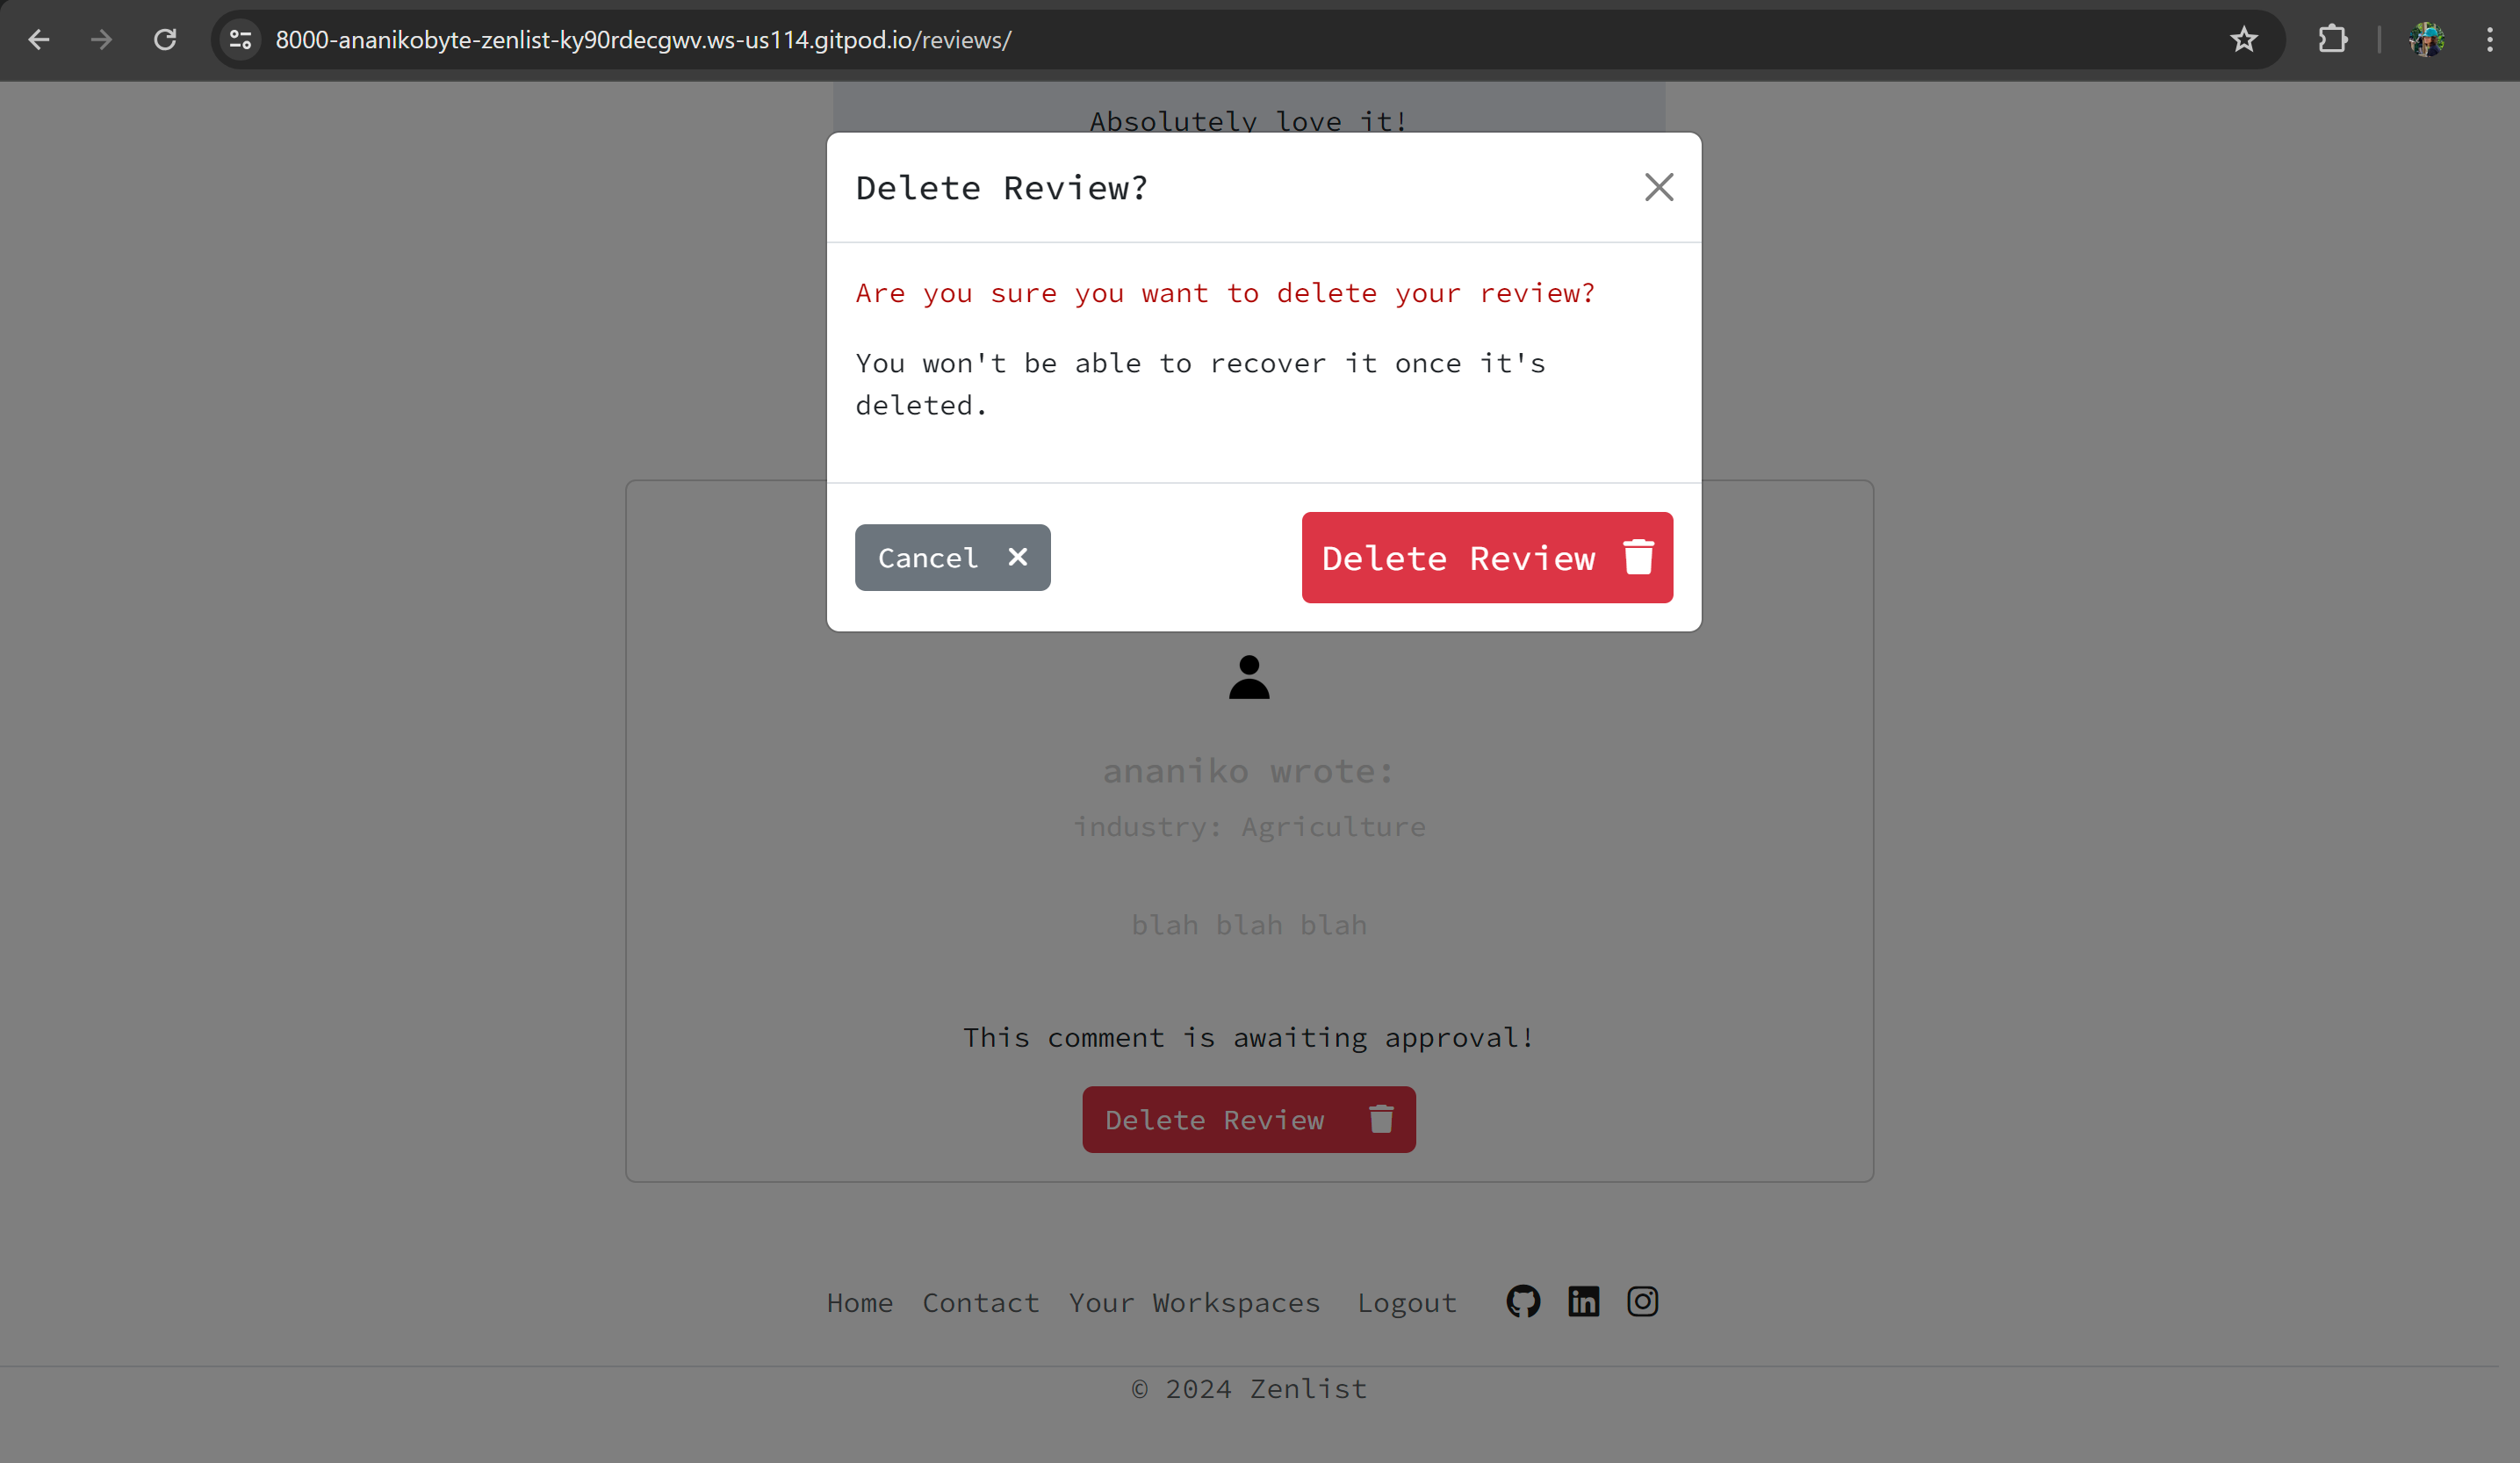 8000-ananikobyte-zenlist-ky90rdecgwv.ws-us114.gitpod.io/reviews/
Absolutely love it!
Delete Review?
Are you sure you want to delete your review?
You won't be able to recover it once it's
deleted.
Cancel
Delete Review
ananiko wrote:
industry: Agriculture
blah blah blah
This comment is awaiting approval!
Delete Review
Home Contact Your Workspaces Logout
© 2024 Zenlist